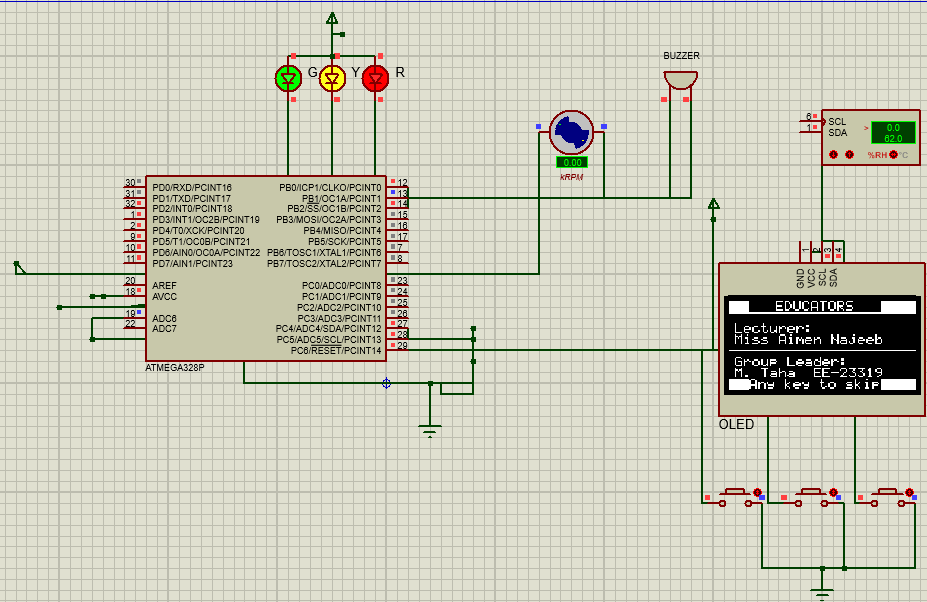 G Y R
BUZZER
0.00
kRPM
6 SCL
1 SDA
>
0.0
62.0
%RH °C
30 PD0/RXD/PCINT16
31 PD1/TXD/PCINT17
32 PD2/INT0/PCINT18
1 PD3/INT1/OC2B/PCINT19
2 PD4/T0/XCK/PCINT20
9 PD5/T1/OC0B/PCINT21
10 PD6/AIN0/OC0A/PCINT22
11 PD7/AIN1/PCINT23
20 AREF
18 AVCC
19 ADC6
22 ADC7
PB0/ICP1/CLKO/PCINT0 12
PB1/OC1A/PCINT1 13
PB2/SS/OC1B/PCINT2 14
PB3/MOSI/OC2A/PCINT3 15
PB4/MISO/PCINT4 16
PB5/SCK/PCINT5 17
PB6/TOSC1/XTAL1/PCINT6 7
PB7/TOSC2/XTAL2/PCINT7 8
PC0/ADC0/PCINT8 23
PC1/ADC1/PCINT9 24
PC2/ADC2/PCINT10 25
PC3/ADC3/PCINT11 26
PC4/ADC4/SDA/PCINT12 27
PC5/ADC5/SCL/PCINT13 28
PC6/RESET/PCINT14 29
ATMEGA328P
1 2 3 4
GND VCC SCL SDA
EDUCATORS
Lecturer:
Miss Aimen Najeeb
Group Leader:
M. Taha EE-23319
Any key to skip
OLED